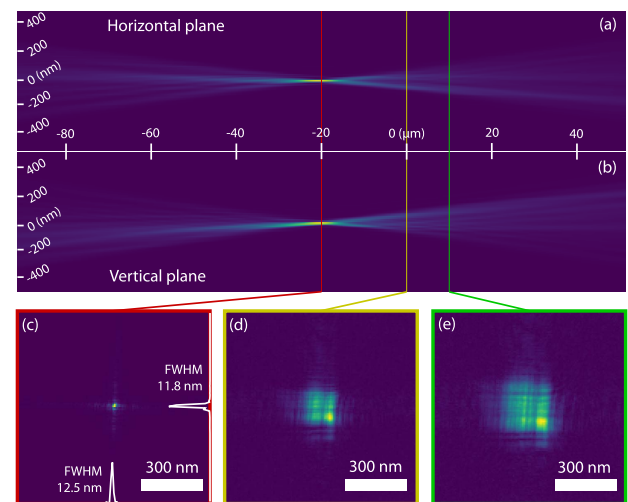 400
Horizontal plane
(a)
200
0 (nm)
-200
-400
-80
-60
-40
-20
0 (μm)
20
40
400
(b)
200
0 (nm)
-200
-400
Vertical plane
(c)
FWHM
11.8 nm
FWHM
12.5 nm
300 nm
(d)
300 nm
(e)
300 nm